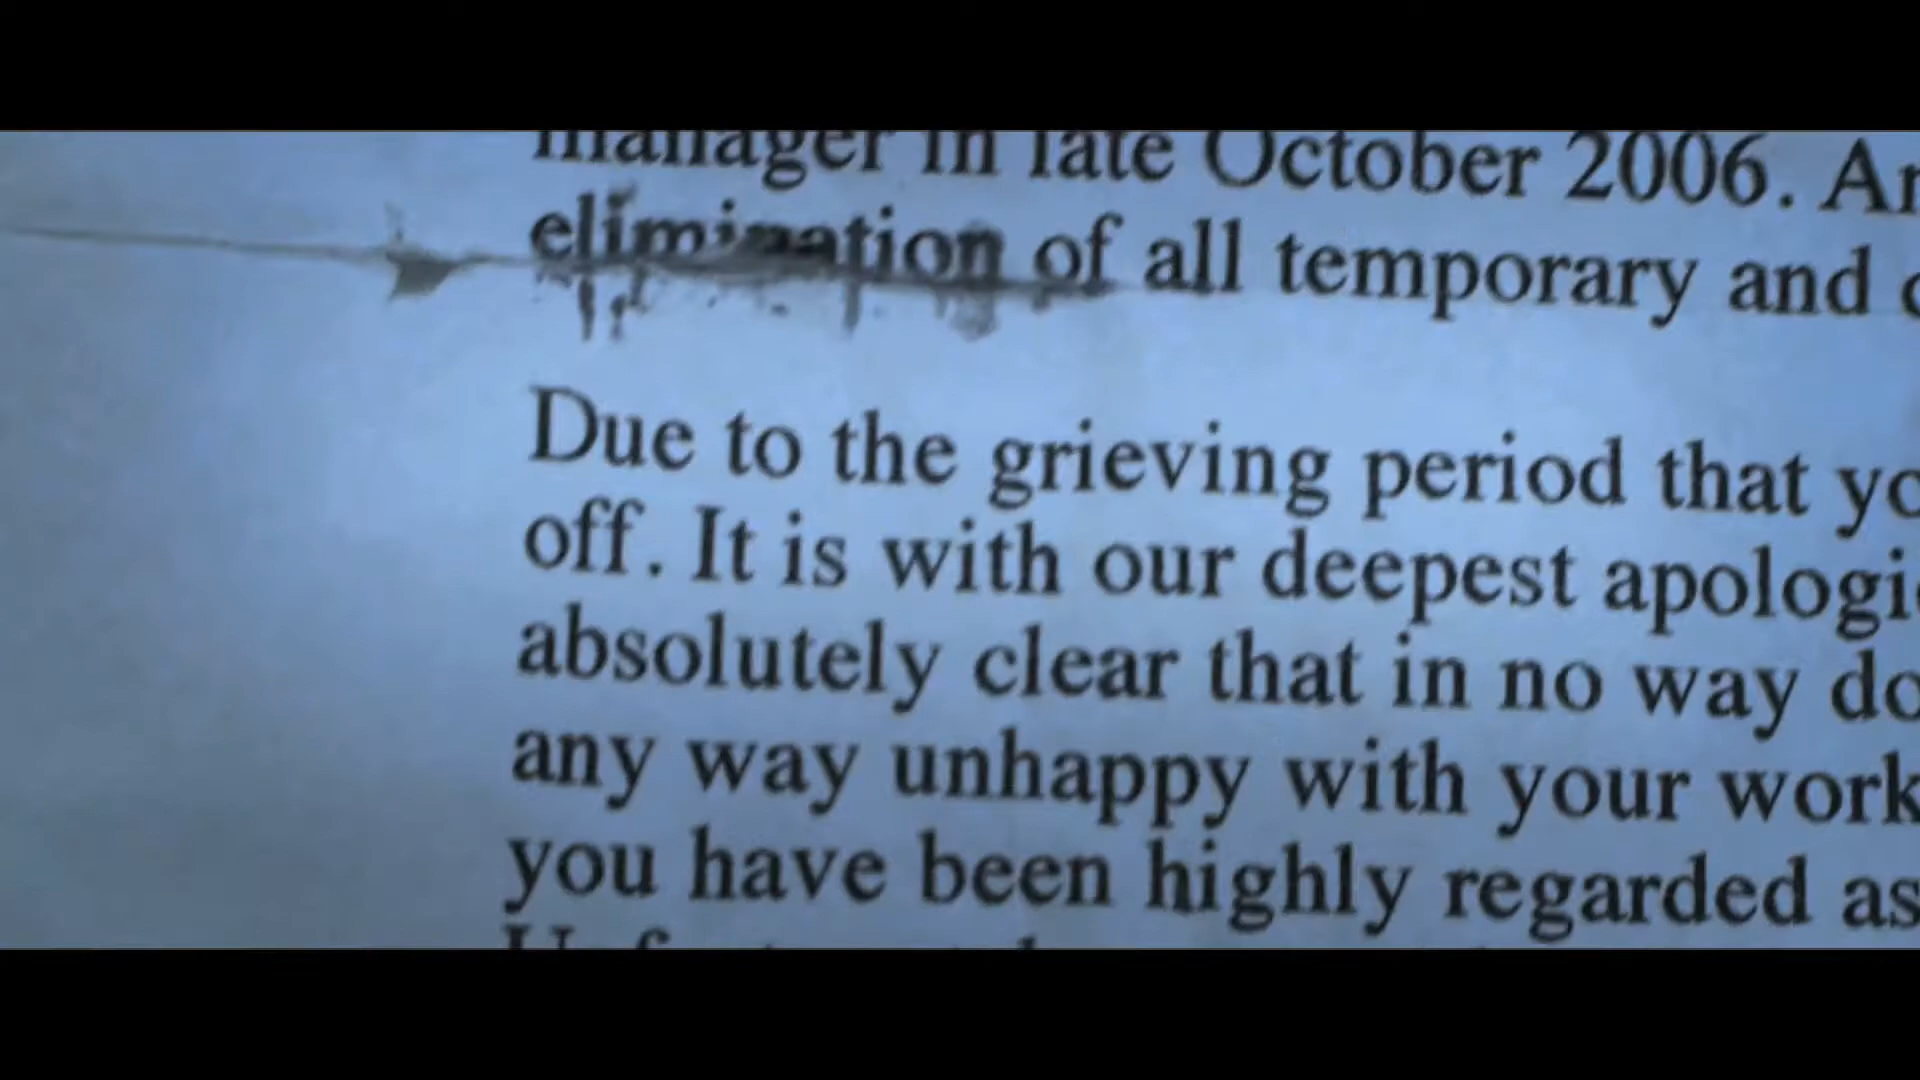 manager in late October 2006. An
elimination of all temporary and
Due to the grieving period that yo
off. It is with our deepest apologi
absolutely clear that in no way do
any way unhappy with your work
you have been highly regarded as